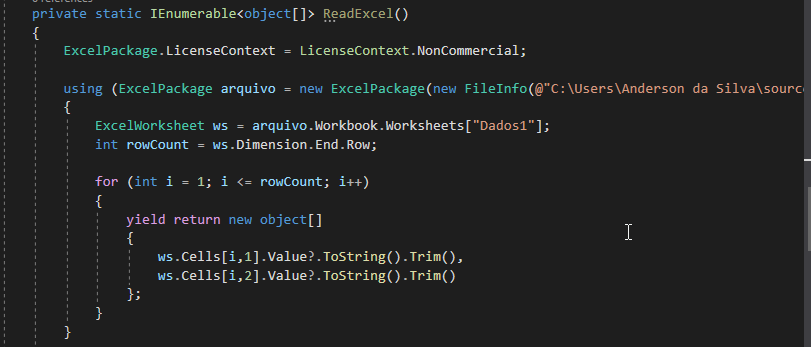 0 references
private static IEnumerable<object[]> ReadExcel()
{
ExcelPackage.LicenseContext = LicenseContext.NonCommercial;
using (ExcelPackage arquivo = new ExcelPackage(new FileInfo(@"C:\Users\Anderson da Silva\source
{
ExcelWorksheet ws = arquivo.Workbook.Worksheets["Dados1"];
int rowCount = ws.Dimension.End.Row;
for (int i = 1; i <= rowCount; i++)
{
yield return new object[]
{
ws.Cells[i,1].Value?.ToString().Trim(),
ws.Cells[i,2].Value?.ToString().Trim()
};
}
}